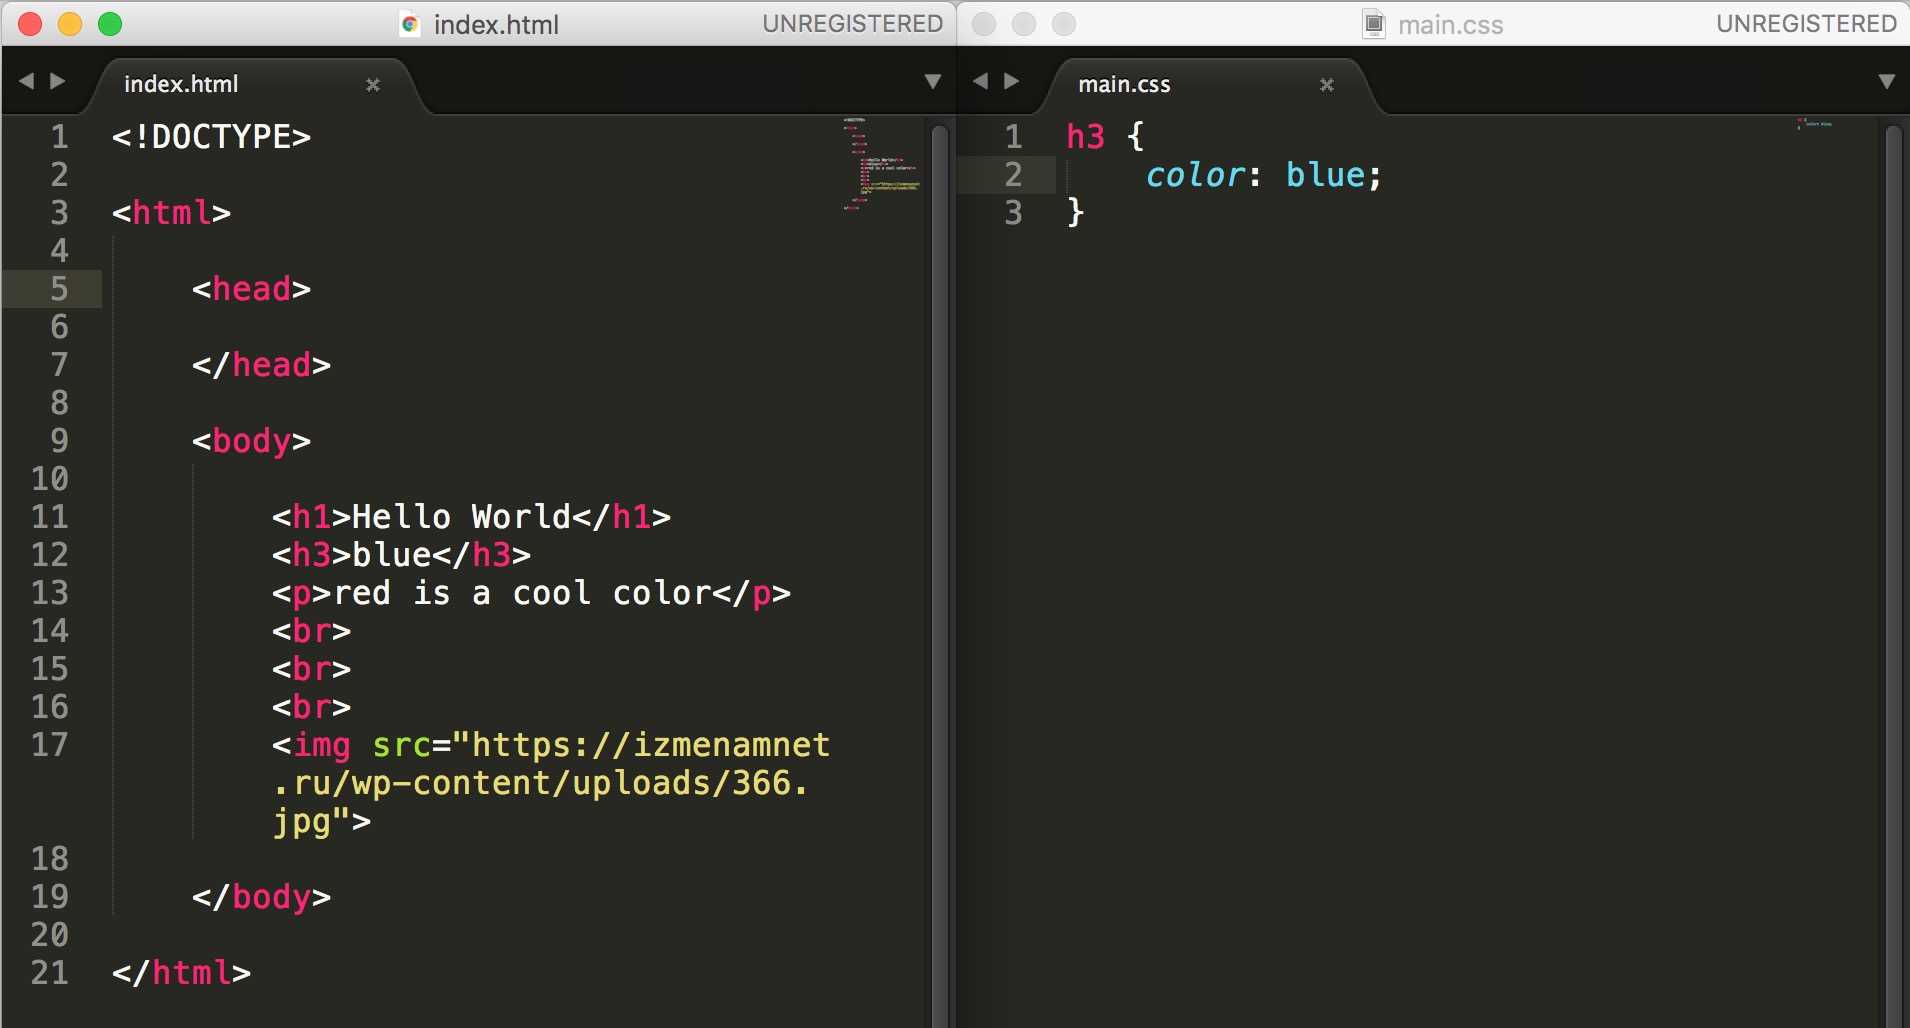 index.html
UNREGISTERED
index.html
1 <!DOCTYPE>
2
3 <html>
4
5     <head>
6
7     </head>
8
9     <body>
10
11         <h1>Hello World</h1>
12         <h3>blue</h3>
13         <p>red is a cool color</p>
14         <br>
15         <br>
16         <br>
17         <img src="https://izmenamnet
.ru/wp-content/uploads/366.
jpg">
18
19     </body>
20
21 </html>
main.css
UNREGISTERED
main.css
1 h3 {
2     color: blue;
3 }